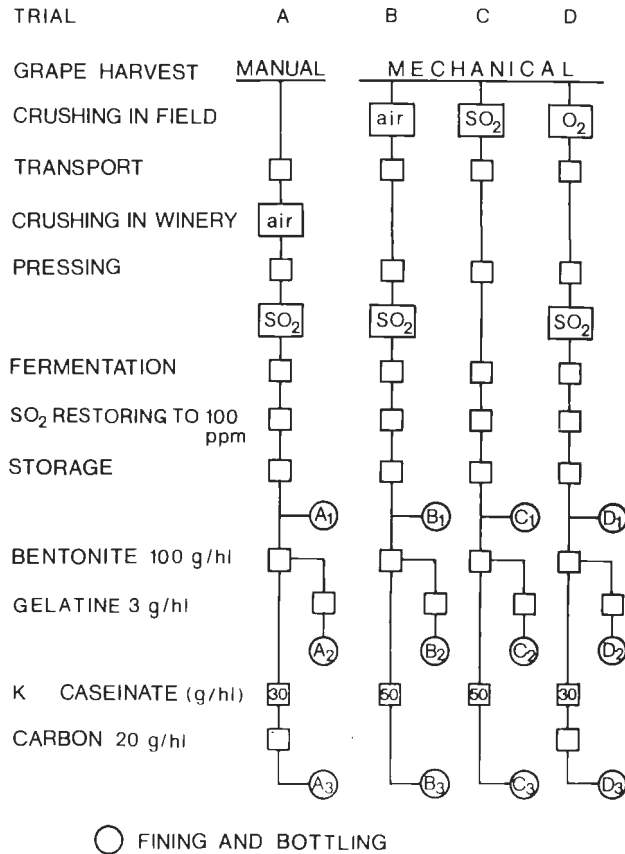 TRIAL A B C D
GRAPE HARVEST MANUAL MECHANICAL
CRUSHING IN FIELD air SO2 O2
TRANSPORT
CRUSHING IN WINERY air
PRESSING
SO2 SO2 SO2
FERMENTATION
SO2 RESTORING TO 100
ppm
STORAGE
A1 B1 C1 D1
BENTONITE 100 g/hl
GELATINE 3 g/hl
A2 B2 C2 D2
K CASEINATE (g/hl) 30 50 50 30
CARBON 20 g/hl
A3 B3 C3 D3
FINING AND BOTTLING